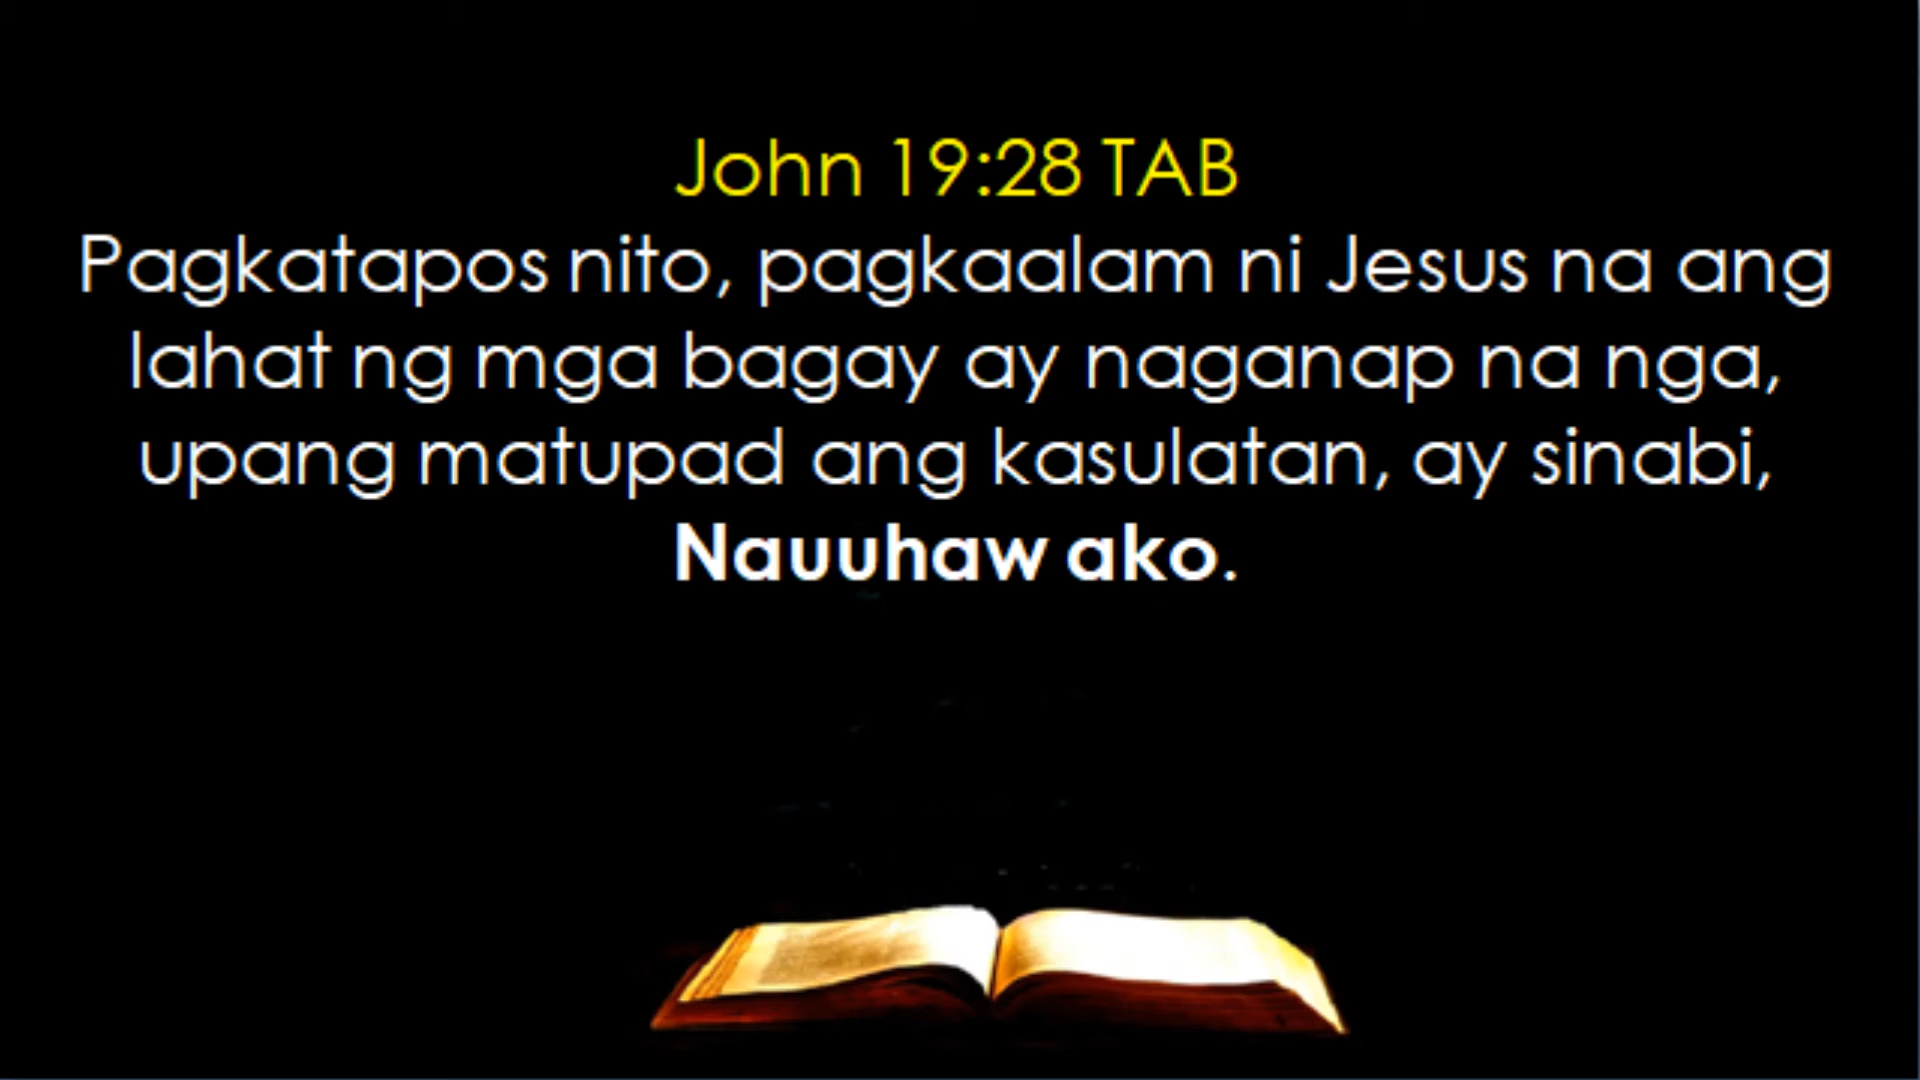 John 19:28 TAB
Pagkatapos nito, pagkaalam ni Jesus na ang
lahat ng mga bagay ay naganap na nga,
upang matupad ang kasulatan, ay sinabi,
Nauuhaw ako.